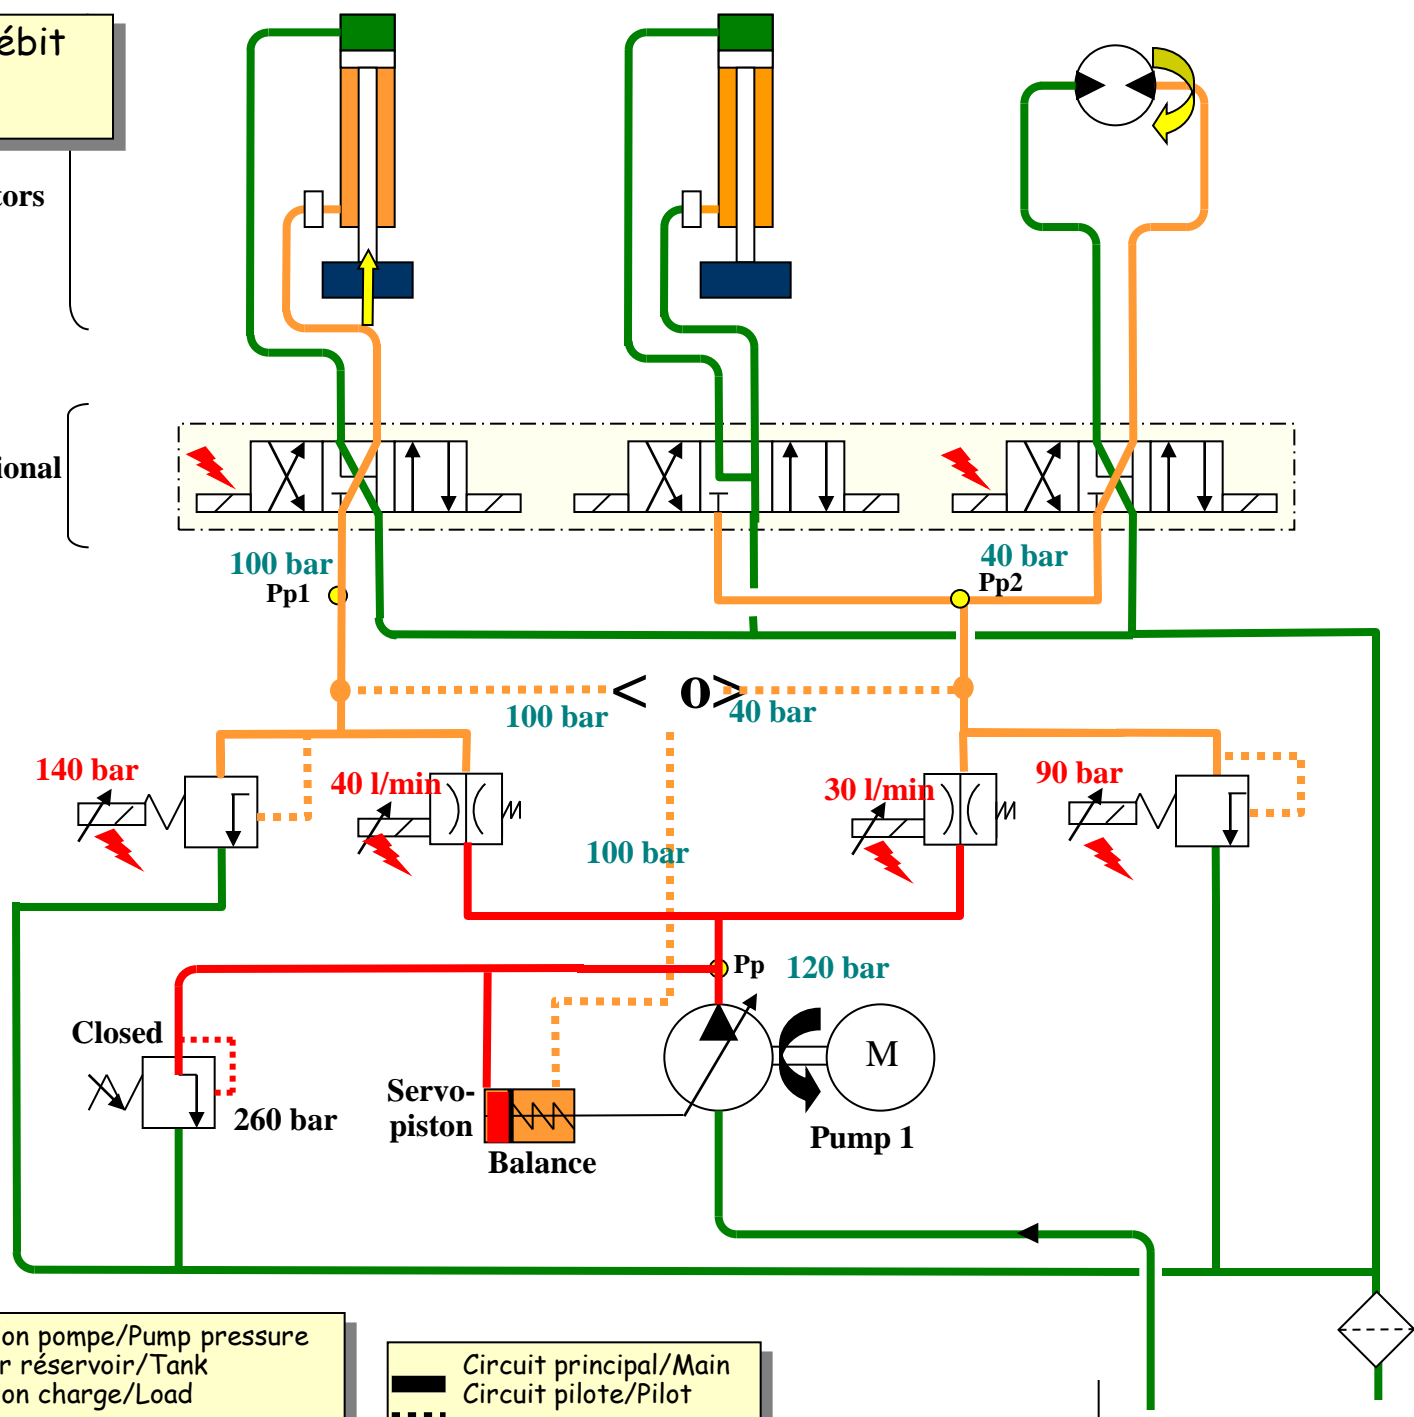 ébit
tors
ional
100 bar
Pp1
40 bar
Pp2
< o>
100 bar
40 bar
140 bar
40 l/min
30 l/min
90 bar
100 bar
Pp
120 bar
Closed
260 bar
Servo-
piston
Balance
M
Pump 1
on pompe/Pump pressure
r réservoir/Tank
on charge/Load
Circuit principal/Main
Circuit pilote/Pilot